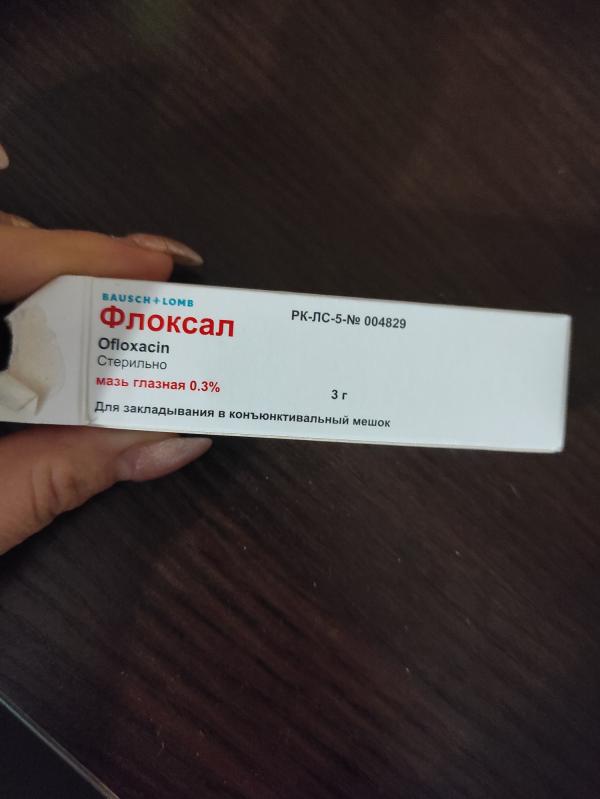 BAUSCH + LOMB
Флоксал
РК-ЛС-5-№ 004829
Ofloxacin
Стерильно
мазь глазная 0.3%
3 г
Для закладывания в конъюнктивальный мешок